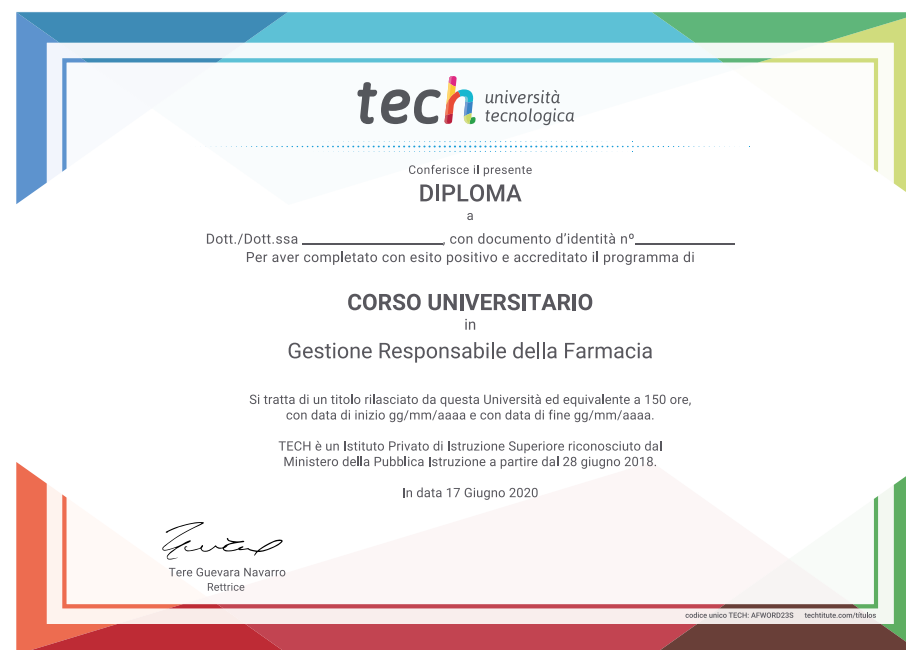 tech università
tecnologica
Conferisce il presente
DIPLOMA
a
Dott./Dott.ssa ____________________, con documento d'identità nº______________
Per aver completato con esito positivo e accreditato il programma di
CORSO UNIVERSITARIO
in
Gestione Responsabile della Farmacia
Si tratta di un titolo rilasciato da questa Università ed equivalente a 150 ore,
con data di inizio gg/mm/aaaa e con data di fine gg/mm/aaaa.
TECH è un Istituto Privato di Istruzione Superiore riconosciuto dal
Ministero della Pubblica Istruzione a partire dal 28 giugno 2018.
In data 17 Giugno 2020
Tere Guevara Navarro
Rettrice
codice unico TECH: AFWORD23S techtitute.com/títulos